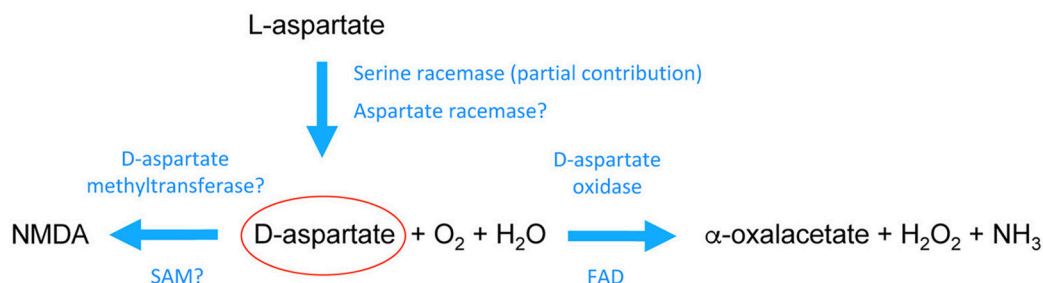 L-aspartate
Serine racemase (partial contribution)
Aspartate racemase?
D-aspartate
methyltransferase?
D-aspartate
oxidase
NMDA D-aspartate + O₂ + H₂O α-oxalacetate + H₂O₂ + NH₃
SAM? FAD